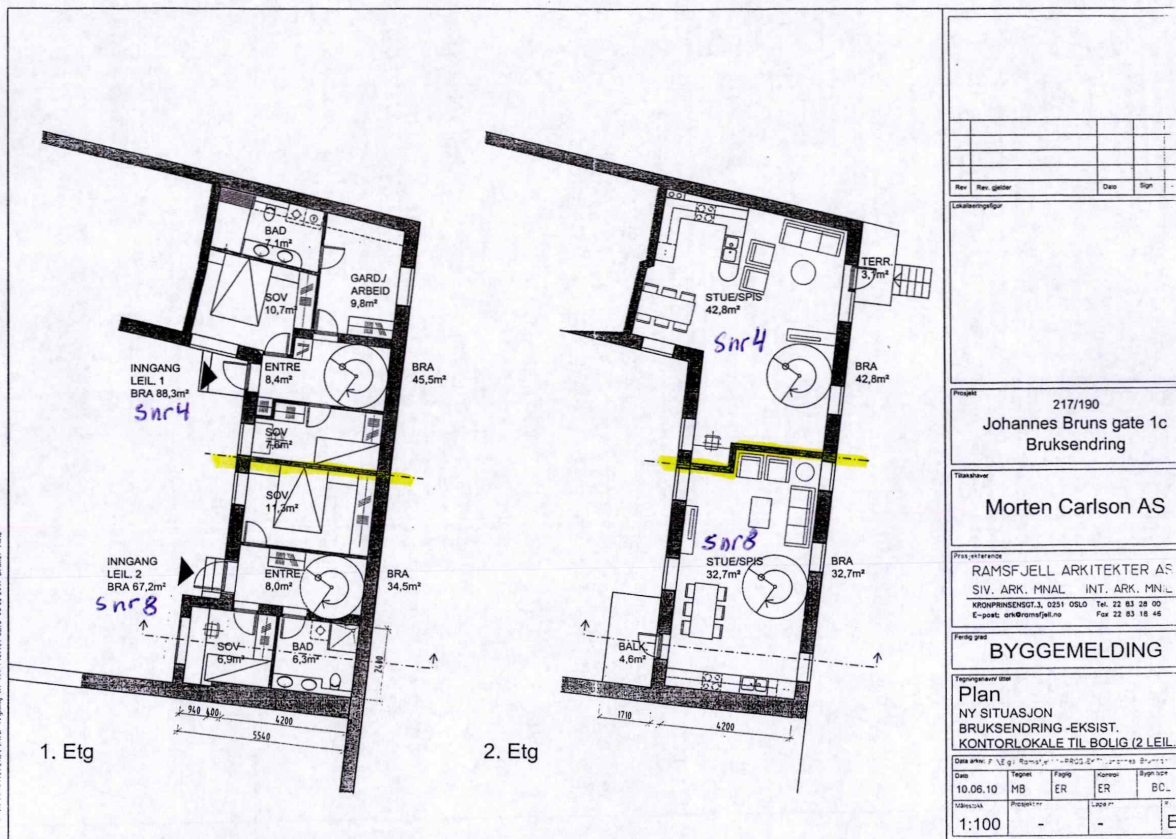 BAD
7,1m²
GARD./
ARBEID
9,8m²
SOV
10,7m²
INNGANG
LEIL. 1
BRA 88,3m²
Snr4
ENTRE
8,4m²
BRA
45,5m²
SOV
7,6m²
SOV
11,3m²
INNGANG
LEIL. 2
BRA 67,2m²
Snr8
ENTRE
8,0m²
BRA
34,5m²
SOV
6,9m²
BAD
6,3m²
940
400
4200
5540
1. Etg
TERR.
3,7m²
STUE/SPIS
42,8m²
Snr4
BRA
42,8m²
Snr8
STUE/SPIS
32,7m²
BRA
32,7m²
BALK
4,6m²
1710
4200
2. Etg
Rev Rev. gjelder Dato Sign
Lokaliseringsfigur
Prosjekt
217/190
Johannes Bruns gate 1c
Bruksendring
Tiltakshaver
Morten Carlson AS
Prosjekterende
RAMSFJELL ARKITEKTER AS
SIV. ARK. MNAL INT. ARK. MNIL
KRONPRINSENSGT.3, 0251 OSLO Tel. 22 83 28 00
E-post: ark@ramsfjell.no Fax 22 83 18 46
Ferdig grad
BYGGEMELDING
Tegningsnavn/ tittel
Plan
NY SITUASJON
BRUKSENDRING -EKSIST.
KONTORLOKALE TIL BOLIG (2 LEIL.
Data arkiv:
Dato Tegnet Faglig Kontroll
10.06.10 MB ER ER
Målestokk Prosjekt nr Løpe nr
1:100 - -